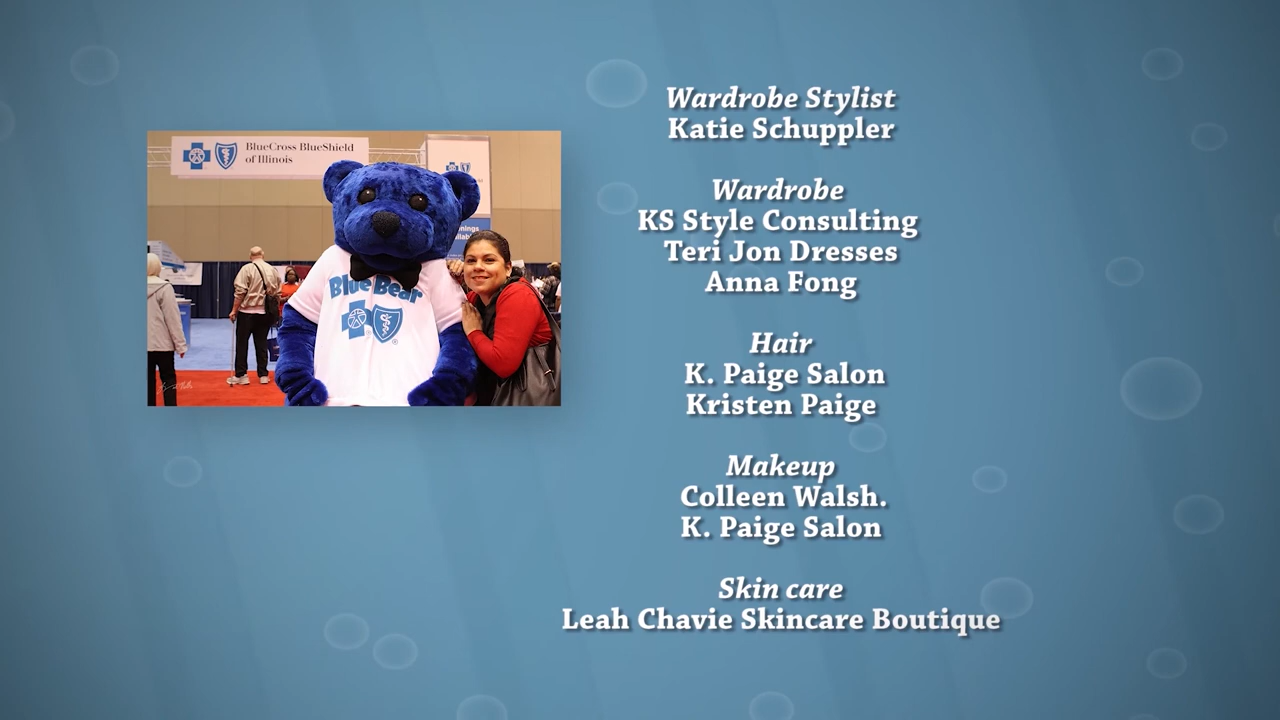 BlueCross BlueShield
of Illinois
Blue Bear
Wardrobe Stylist
Katie Schuppler
Wardrobe
KS Style Consulting
Teri Jon Dresses
Anna Fong
Hair
K. Paige Salon
Kristen Paige
Makeup
Colleen Walsh.
K. Paige Salon
Skin care
Leah Chavie Skincare Boutique